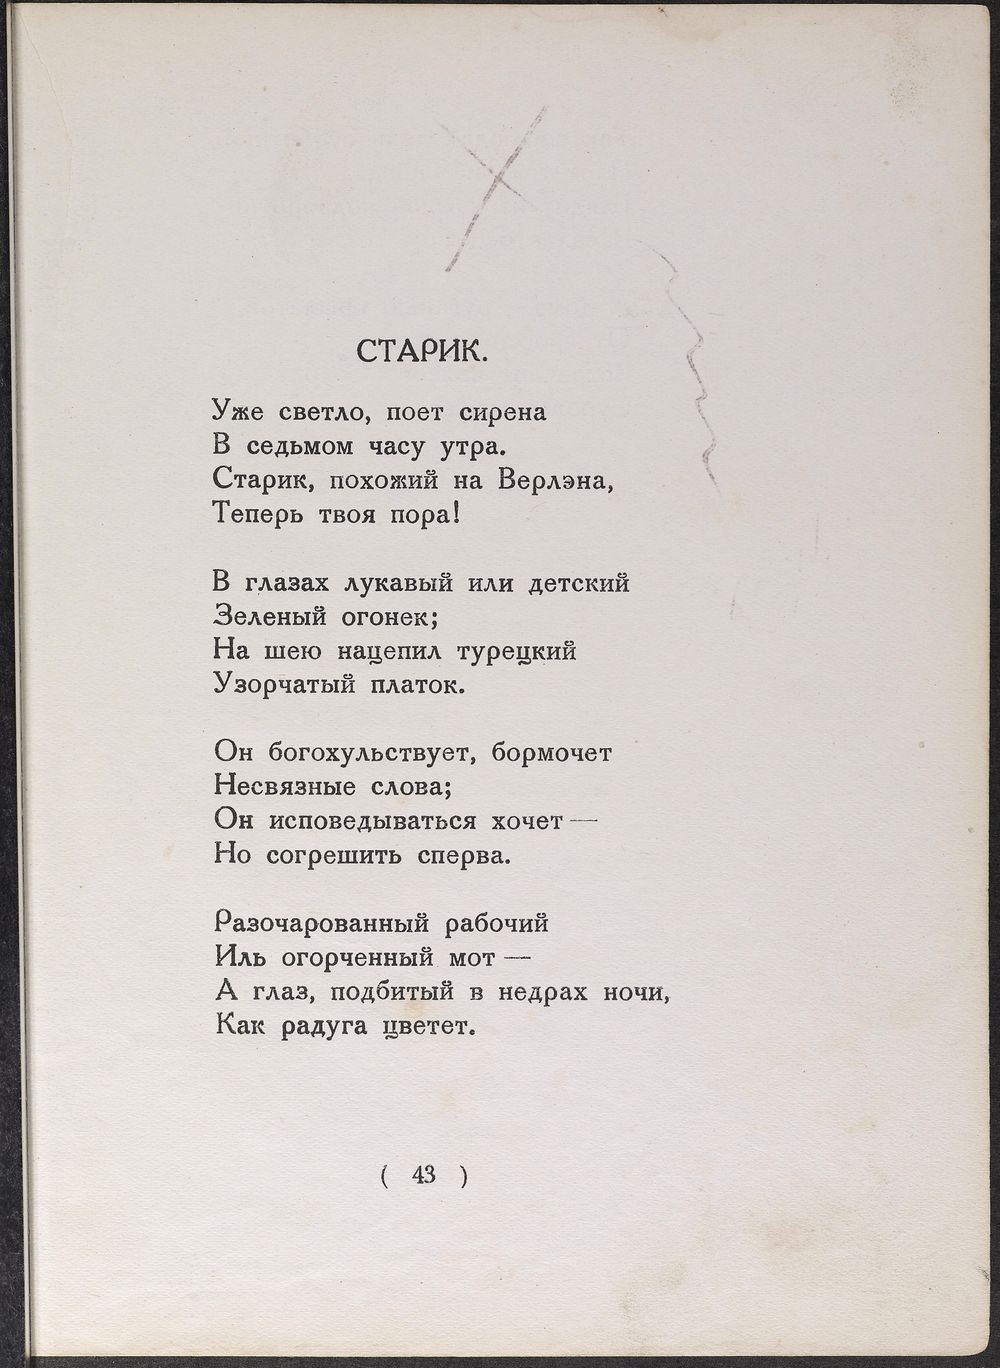 СТАРИК.
Уже светло, поет сирена
В седьмом часу утра.
Старик, похожий на Верлэна,
Теперь твоя пора!
В глазах лукавый или детский
Зеленый огонек;
На шею нацепил турецкий
Узорчатый платок.
Он богохульствует, бормочет
Несвязные слова;
Он исповедываться хочет —
Но согрешить сперва.
Разочарованный рабочий
Иль огорченный мот —
А глаз, подбитый в недрах ночи,
Как радуга цветет.
( 43 )